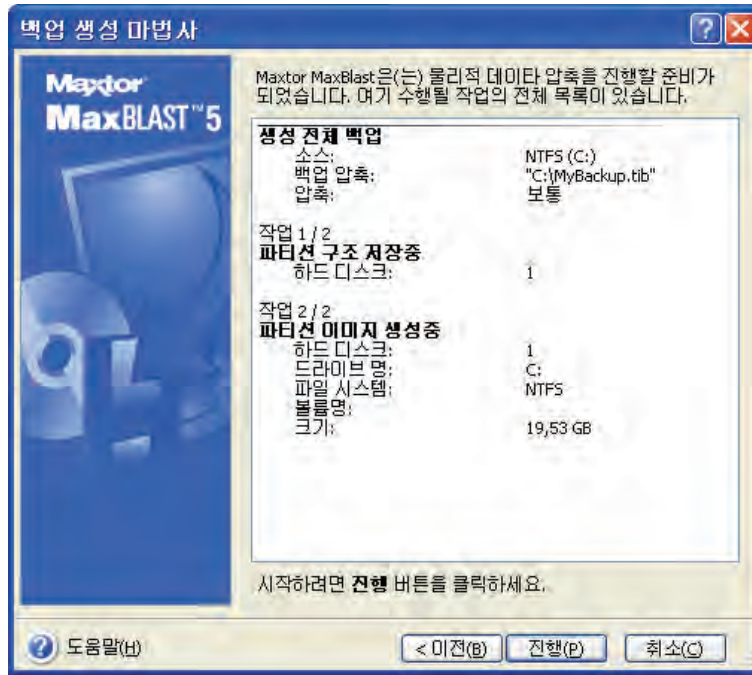 백업 생성 마법사
Maxtor
MaxBLAST™5
Maxtor MaxBlast은(는) 물리적 데이타 압축을 진행할 준비가
되었습니다. 여기 수행될 작업의 전체 목록이 있습니다.
생성 전체 백업
소스: NTFS (C:)
백업 압축: "C:\MyBackup.tib"
압축: 보통
작업 1 / 2
파티션 구조 저장중
하드 디스크: 1
작업 2 / 2
파티션 이미지 생성중
하드 디스크: 1
드라이브 명: C:
파일 시스템: NTFS
볼륨명:
크기: 19,53 GB
시작하려면 진행 버튼을 클릭하세요.
도움말(H)
< 이전(B)
진행(P)
취소(C)